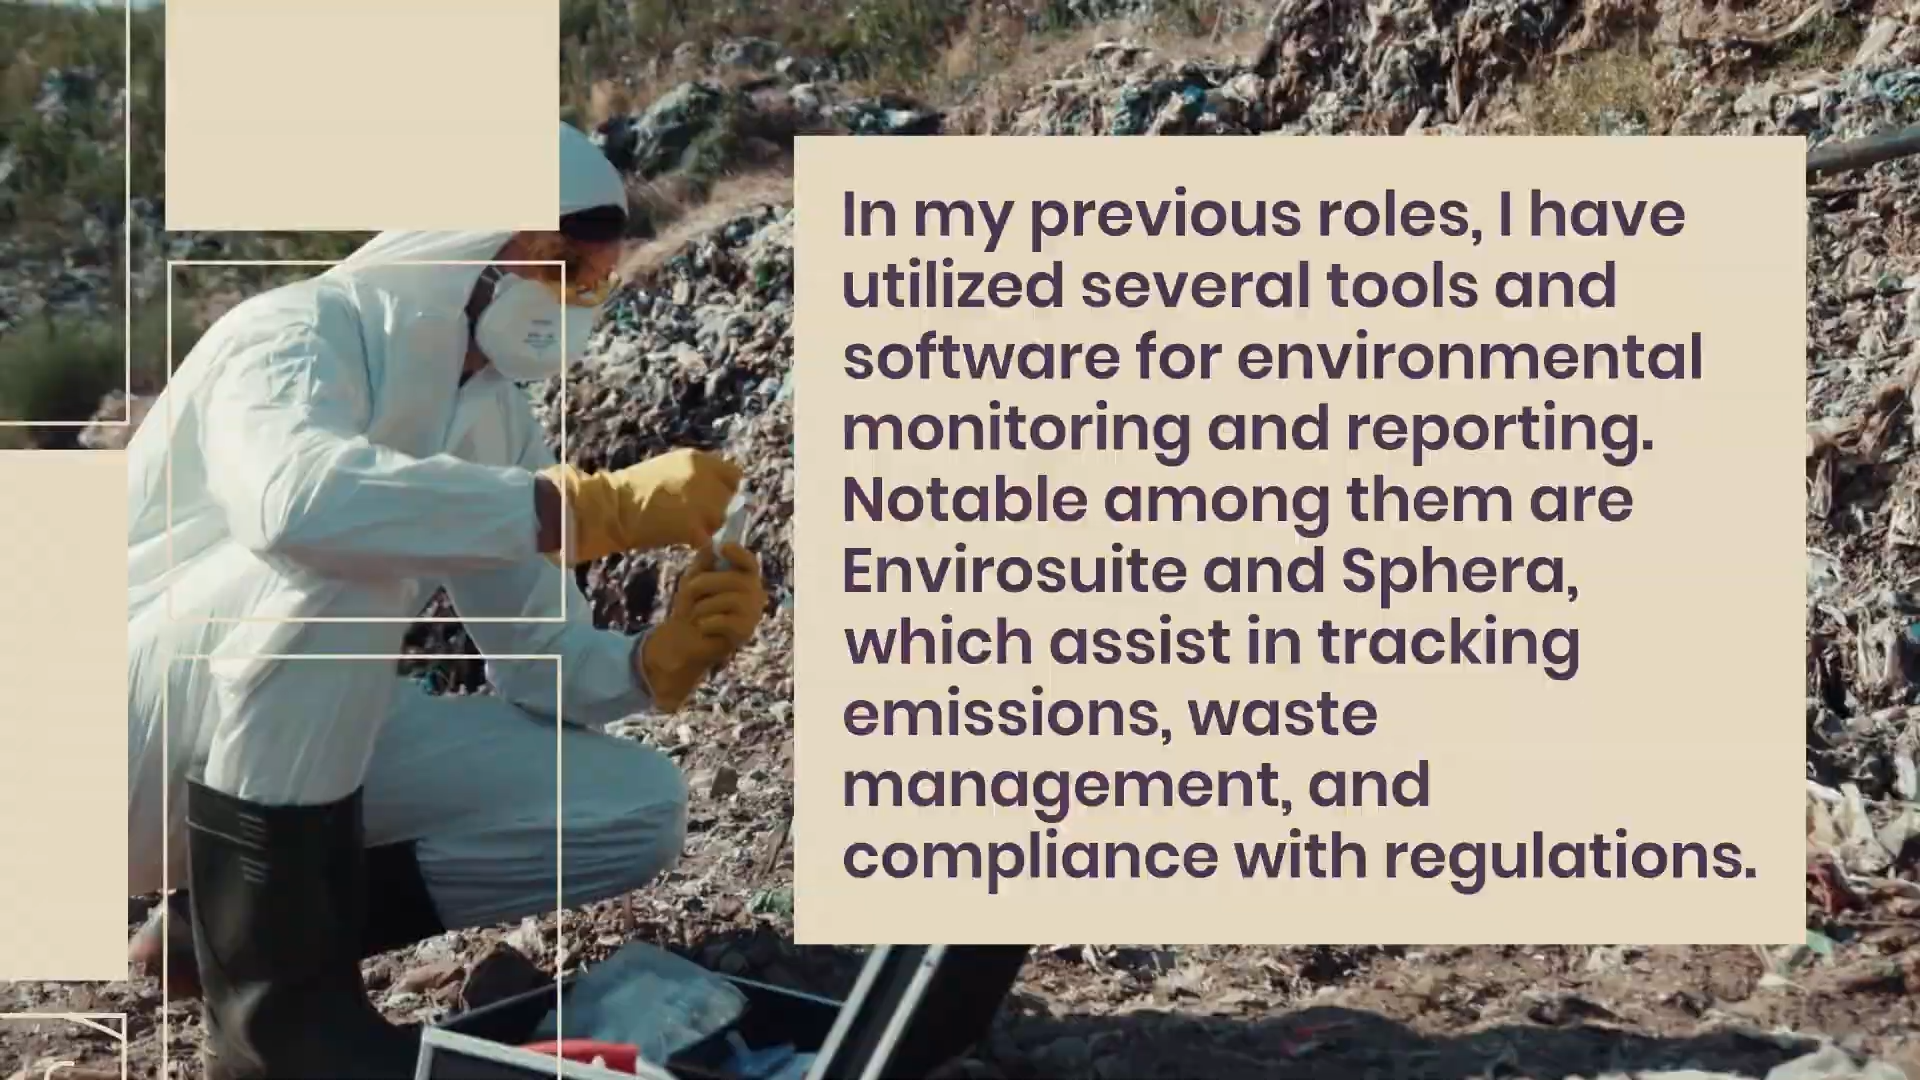 In my previous roles, I have
utilized several tools and
software for environmental
monitoring and reporting.
Notable among them are
Envirosuite and Sphera,
which assist in tracking
emissions, waste
management, and
compliance with regulations.